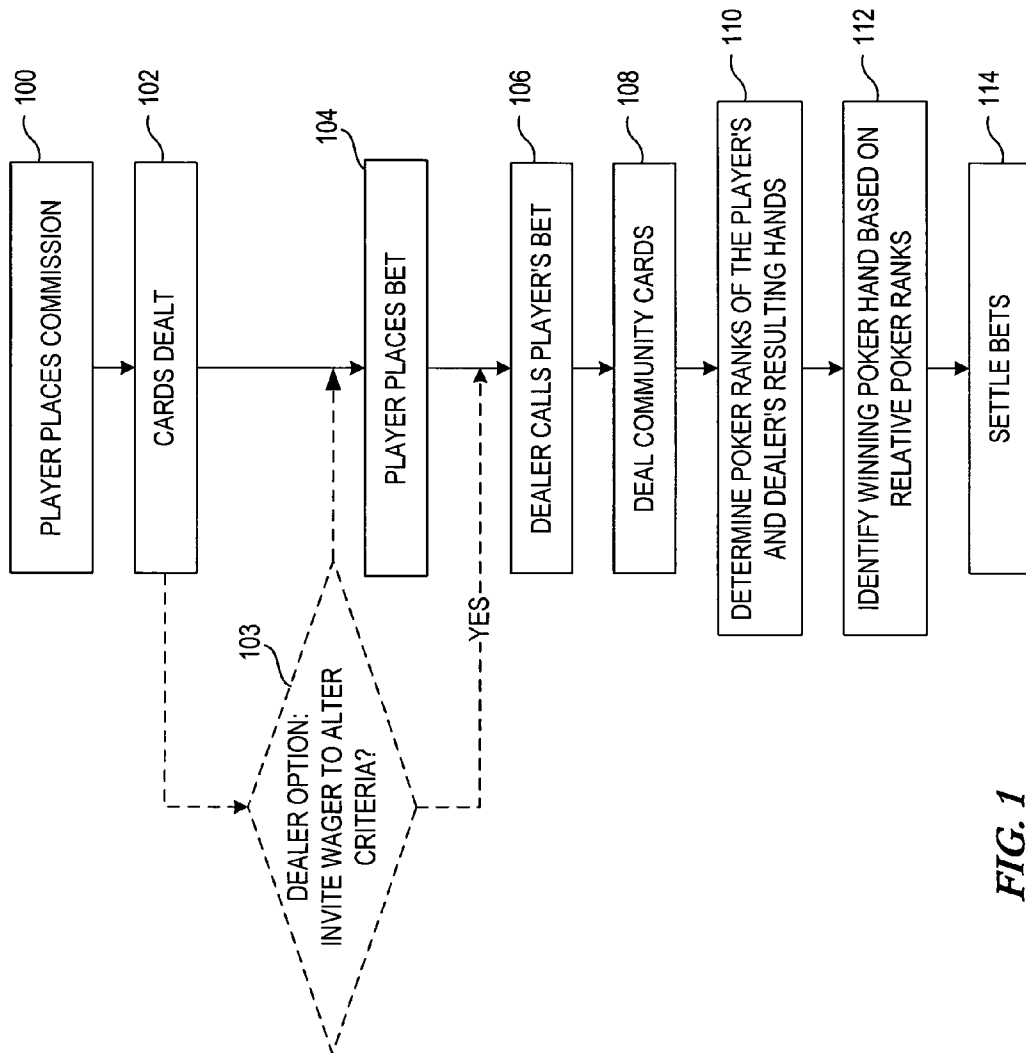 PLAYER PLACES COMMISSION
100
CARDS DEALT
102
DEALER OPTION:
INVITE WAGER TO ALTER
CRITERIA?
103
PLAYER PLACES BET
104
YES
DEALER CALLS PLAYER'S BET
106
DEAL COMMUNITY CARDS
108
DETERMINE POKER RANKS OF THE PLAYER'S
AND DEALER'S RESULTING HANDS
110
IDENTIFY WINNING POKER HAND BASED ON
RELATIVE POKER RANKS
112
SETTLE BETS
114
FIG. 1